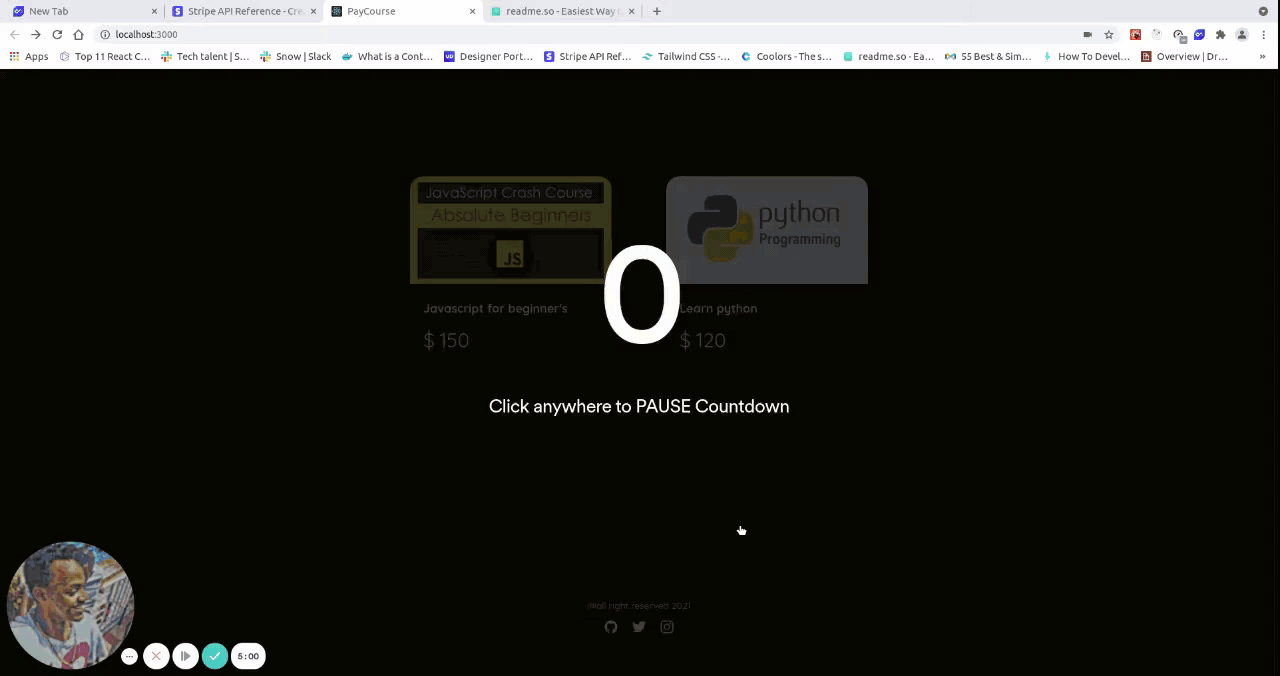 New Tab
Stripe API Reference - Cre
PayCourse
readme.so - Easiest Way
localhost:3000
Apps
Top 11 React C...
Tech talent | S...
Snow | Slack
What is a Cont...
Designer Port...
Stripe API Ref...
Tailwind CSS -...
Coolors - The s...
readme.so - Ea...
55 Best & Sim...
How To Devel...
Overview | Dr...
JavaScript Crash Course
Absolute Beginners
JS
python
Programming
0
Javascript for beginner's
Learn python
$ 150
$ 120
Click anywhere to PAUSE Countdown
@all right reserved 2021
5:00